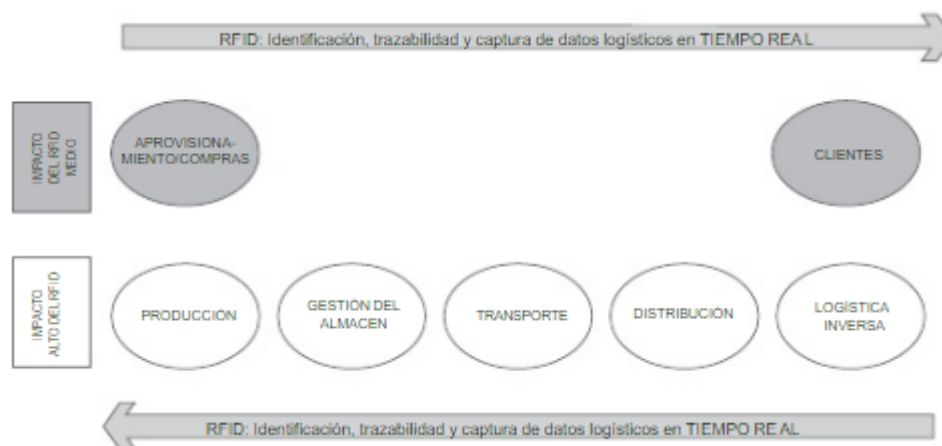 RFID: Identificación, trazabilidad y captura de datos logísticos en TIEMPO REAL
IMPACTO
DEL RFID
MEDIO
APROVISIONA-
MIENTO/COMPRAS
CLIENTES
IMPACTO
ALTO DEL RFID
PRODUCCIÓN
GESTIÓN DEL
ALMACEN
TRANSPORTE
DISTRIBUCIÓN
LOGÍSTICA
INVERSA
RFID: Identificación, trazabilidad y captura de datos logísticos en TIEMPO REAL